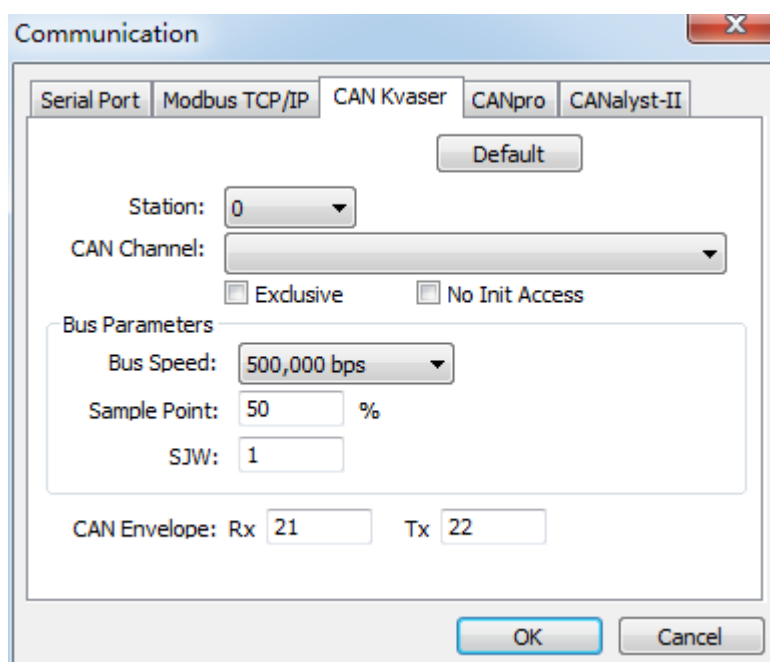 Communication
Serial Port Modbus TCP/IP CAN Kvaser CANpro CANalyst-II
Default
Station: 0
CAN Channel:
Exclusive No Init Access
Bus Parameters
Bus Speed: 500,000 bps
Sample Point: 50 %
SJW: 1
CAN Envelope: Rx 21 Tx 22
OK Cancel